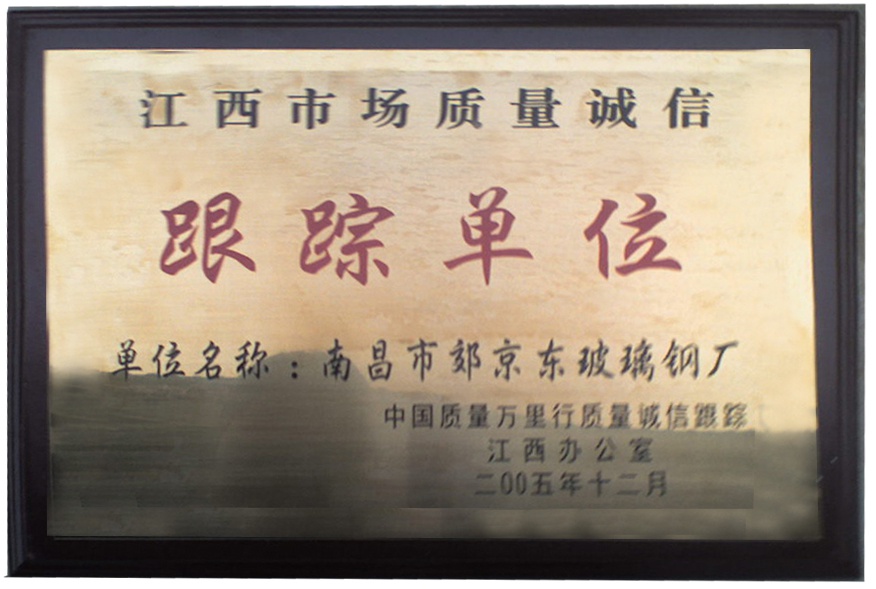 江西市场质量诚信
跟踪单位
单位名称：南昌市郊京东玻璃钢厂
中国质量万里行质量诚信跟踪
江西办公室
二00五年十二月